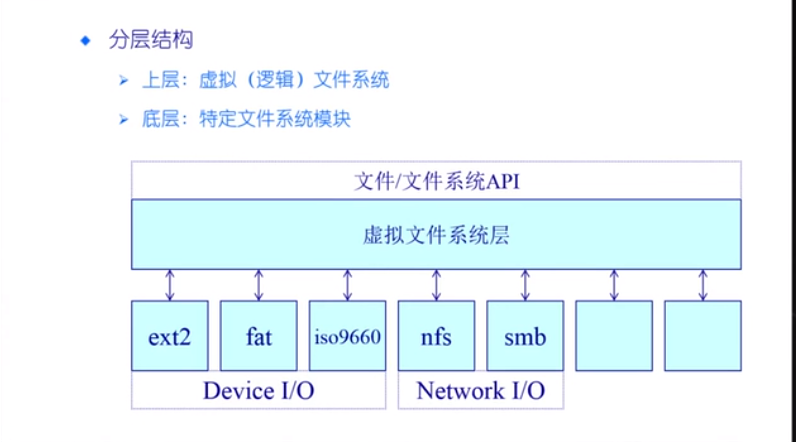 分层结构
上层：虚拟（逻辑）文件系统
底层：特定文件系统模块
文件/文件系统API
虚拟文件系统层
ext2 fat iso9660 nfs smb
Device I/O Network I/O